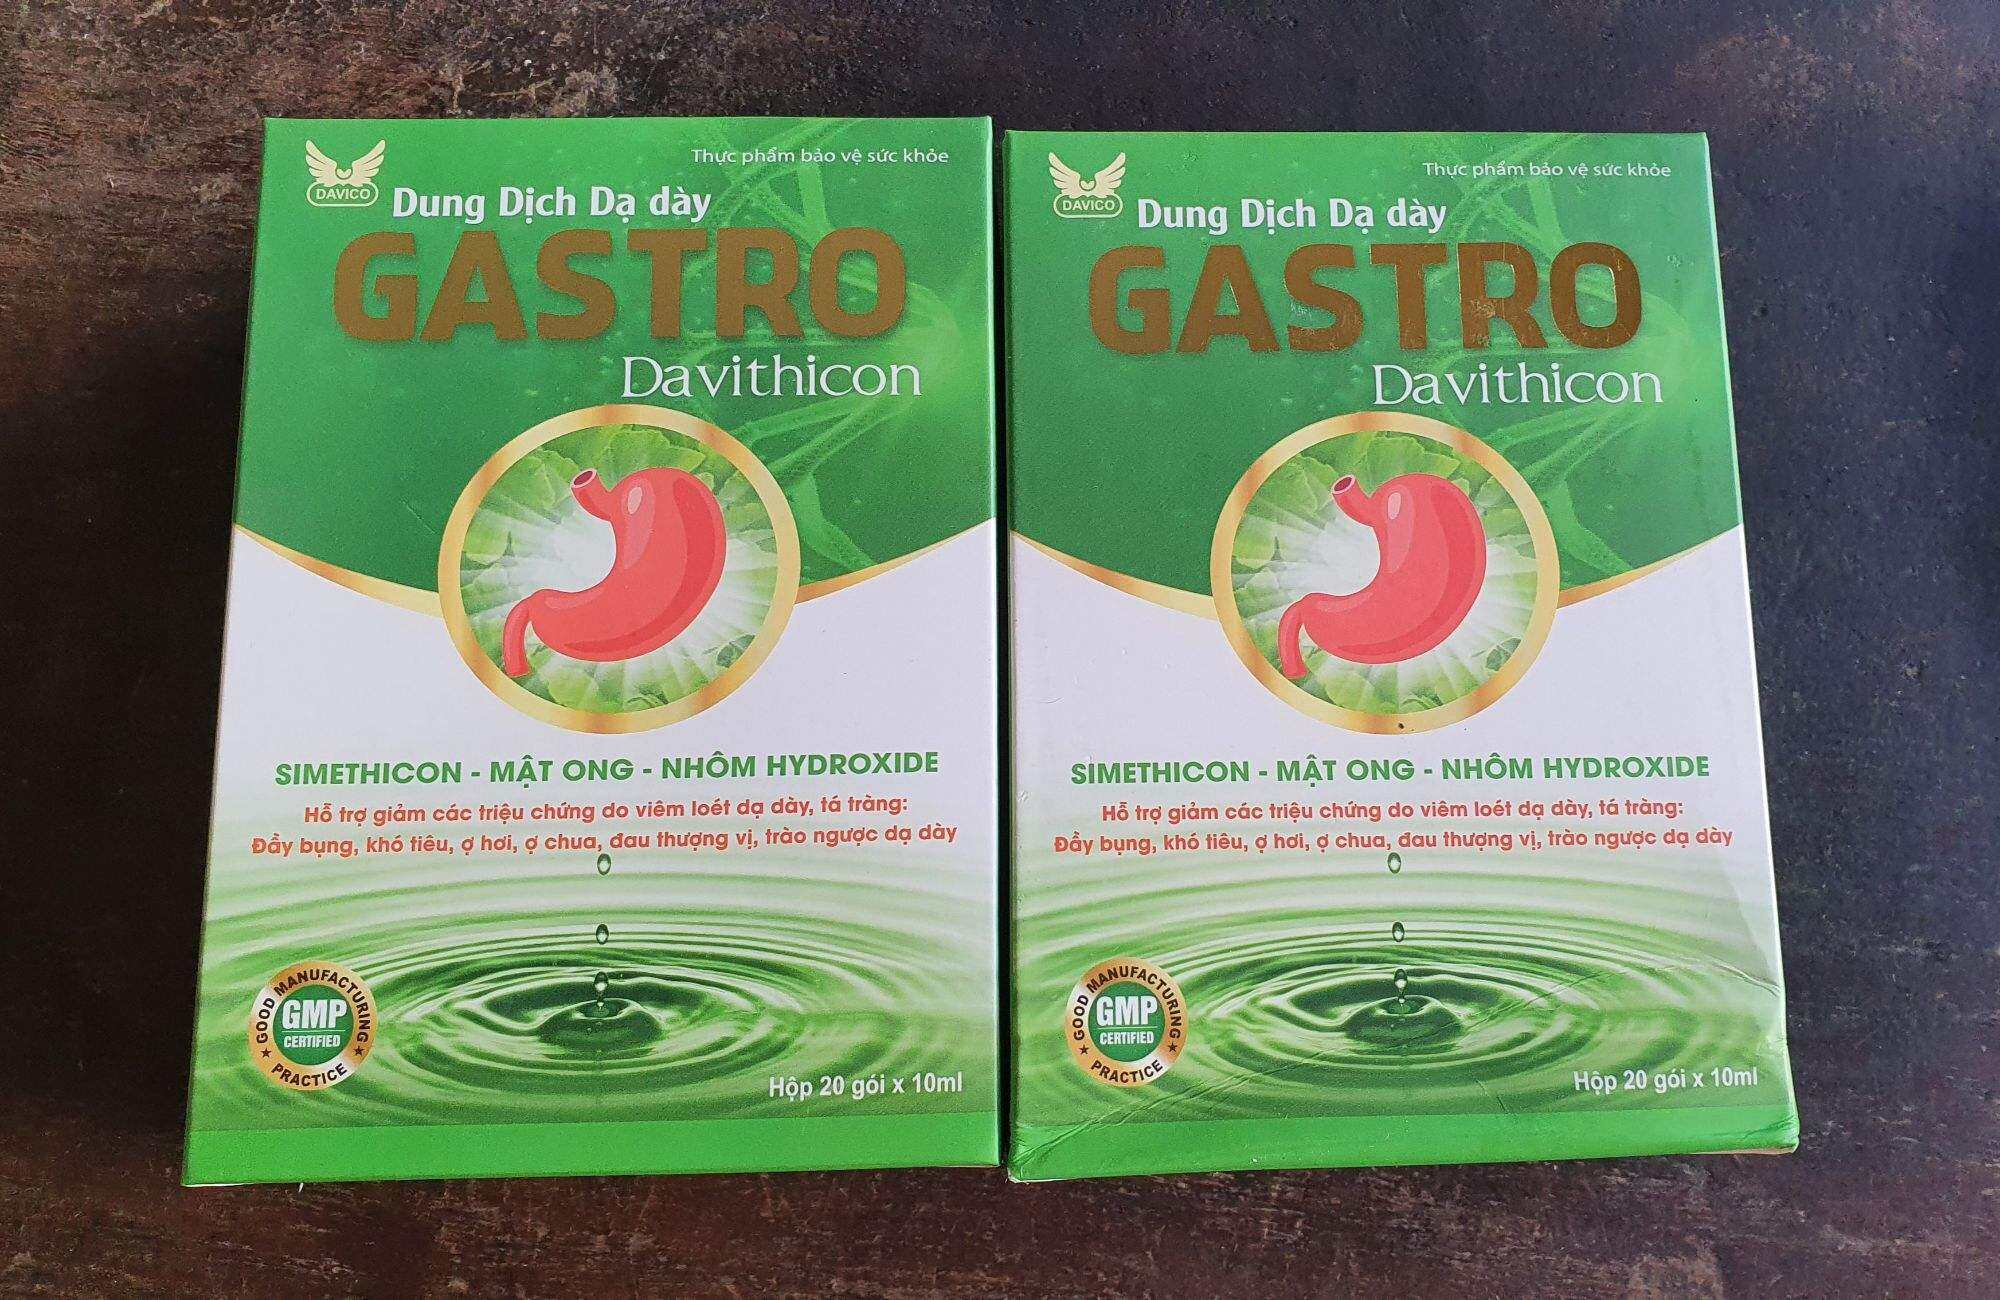 Thực phẩm bảo vệ sức khỏe
DAVICO
Dung Dịch Dạ dày
GASTRO
Davithicon
SIMETHICON - MẬT ONG - NHÔM HYDROXIDE
Hỗ trợ giảm các triệu chứng do viêm loét dạ dày, tá tràng:
Đầy bụng, khó tiêu, ợ hơi, ợ chua, đau thượng vị, trào ngược dạ dày
GOOD MANUFACTURING
GMP
CERTIFIED
PRACTICE
Hộp 20 gói x 10ml
Thực phẩm bảo vệ sức khỏe
DAVICO
Dung Dịch Dạ dày
GASTRO
Davithicon
SIMETHICON - MẬT ONG - NHÔM HYDROXIDE
Hỗ trợ giảm các triệu chứng do viêm loét dạ dày, tá tràng:
Đầy bụng, khó tiêu, ợ hơi, ợ chua, đau thượng vị, trào ngược dạ dày
GOOD MANUFACTURING
GMP
CERTIFIED
PRACTICE
Hộp 20 gói x 10ml